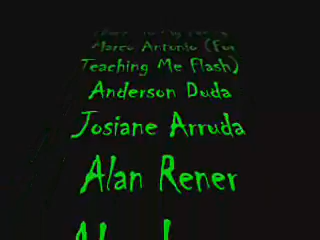 Marco Antonio (For
Teaching Me Flash)
Anderson Duda
Josiane Arruda
Alan Rener